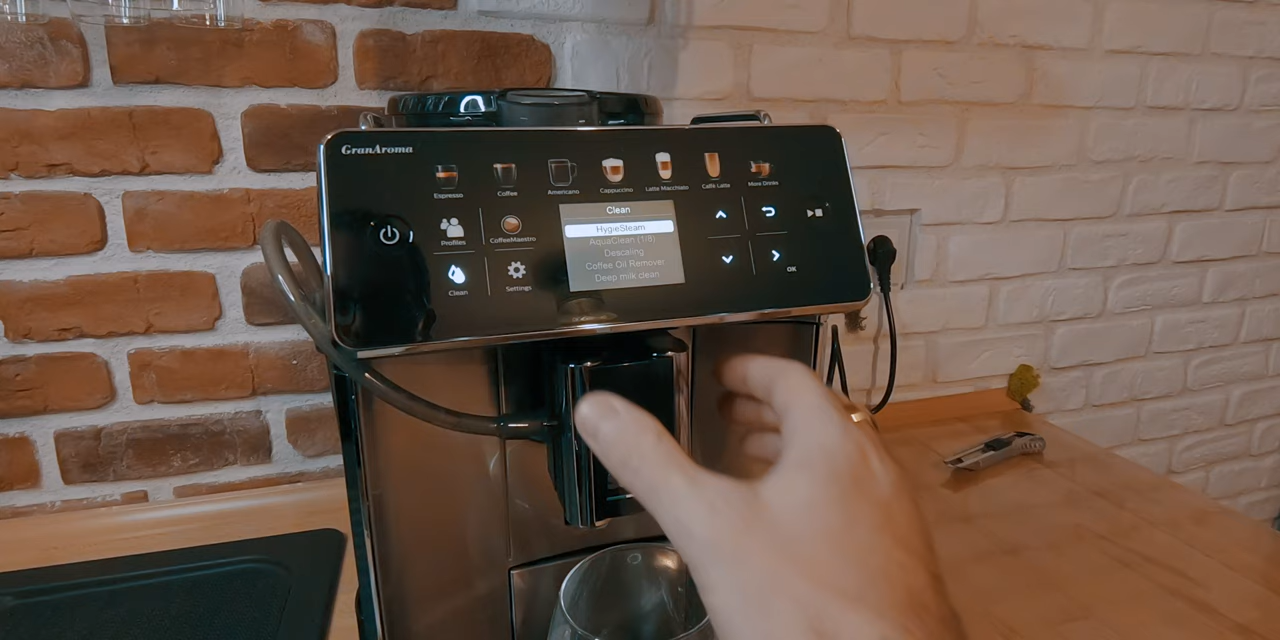 GranAroma
Espresso
Coffee
Americano
Cappuccino
Latte Macchiato
Caffè Latte
More Drinks
Profiles
CoffeeMaestro
Clean
Settings
Clean
HygieSteam
AquaClean (1/8)
Descaling
Coffee Oil Remover
Deep milk clean
OK